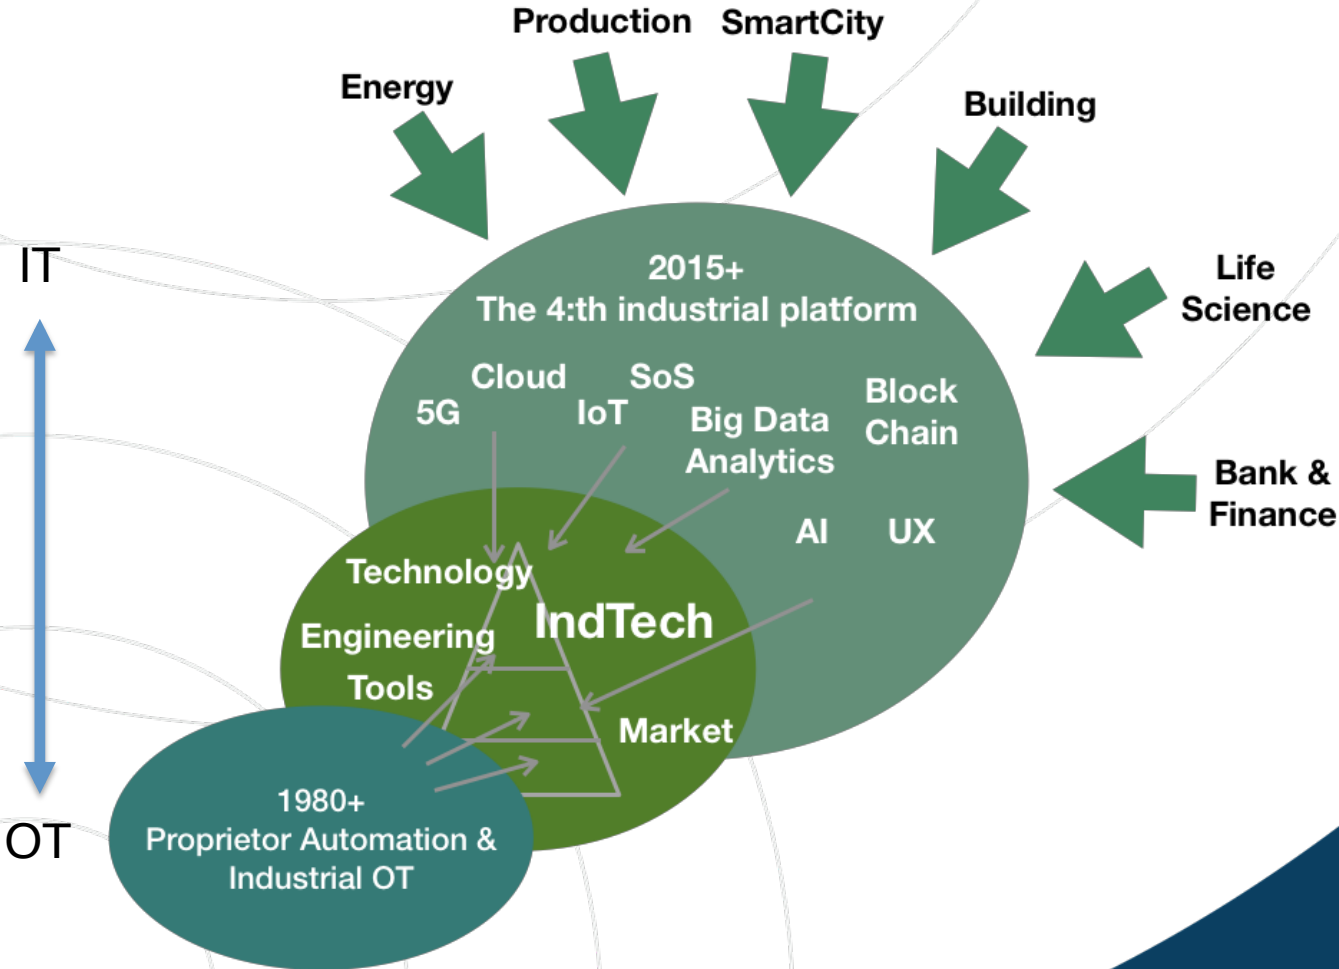 Production
SmartCity
Energy
Building
IT
2015+
The 4:th industrial platform
Life
Science
Cloud
SoS
5G
IoT
Big Data
Analytics
Block
Chain
Bank &
Finance
AI
UX
Technology
IndTech
Engineering
Tools
Market
1980+
Proprietor Automation &
Industrial OT
OT